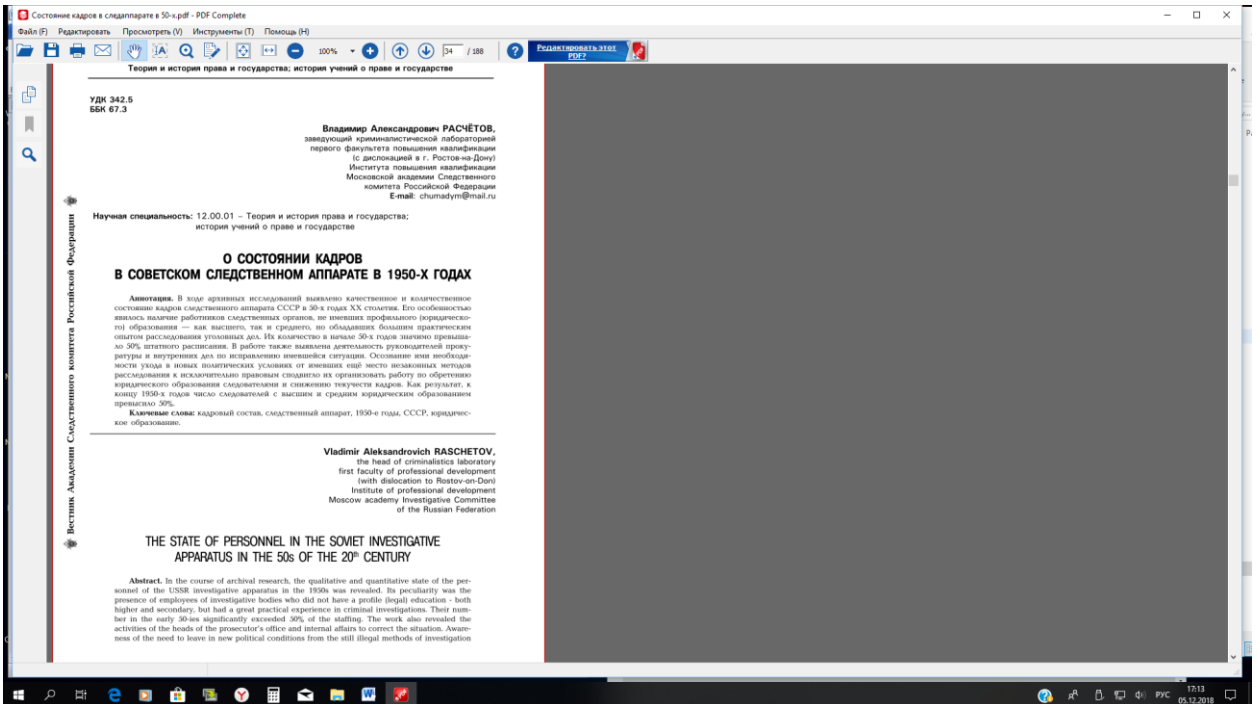 Состояние кадров в следаппарате в 50-х.pdf - PDF Complete
Файл (F) Редактировать Просмотреть (V) Инструменты (T) Помощь (H)
100% 34 / 188 Редактировать этот PDF?
Теория и история права и государства; история учений о праве и государстве
УДК 342.5
ББК 67.3
Владимир Александрович РАСЧЁТОВ,
заведующий криминалистической лабораторией
первого факультета повышения квалификации
(с дислокацией в г. Ростов-на-Дону)
Института повышения квалификации
Московской академии Следственного
комитета Российской Федерации
E-mail: chumadym@mail.ru
Научная специальность: 12.00.01 – Теория и история права и государства;
история учений о праве и государстве
О СОСТОЯНИИ КАДРОВ
В СОВЕТСКОМ СЛЕДСТВЕННОМ АППАРАТЕ В 1950-Х ГОДАХ
Аннотация. В ходе архивных исследований выявлено качественное и количественное
состояние кадров следственного аппарата СССР в 50-х годах XX столетия. Его особенностью
явилось наличие работников следственных органов, не имевших профильного (юридическо-
го) образования — как высшего, так и среднего, но обладавших большим практическим
опытом расследования уголовных дел. Их количество в начале 50-х годов значимо превыша-
ло 50% штатного расписания. В работе также выявлена деятельность руководителей проку-
ратуры и внутренних дел по исправлению имевшейся ситуации. Осознание ими необходи-
мости ухода в новых политических условиях от имевших ещё место незаконных методов
расследования к исключительно правовым сподвигло их организовать работу по обретению
юридического образования следователями и снижению текучести кадров. Как результат, к
концу 1950-х годов число следователей с высшим и средним юридическим образованием
превысило 50%.
Ключевые слова: кадровый состав, следственный аппарат, 1950-е годы, СССР, юридичес-
кое образование.
Вестник Академии Следственного комитета Российской Федерации
Vladimir Aleksandrovich RASCHETOV,
the head of criminalistics laboratory
first faculty of professional development
(with dislocation to Rostov-on-Don)
Institute of professional development
Moscow academy Investigative Committee
of the Russian Federation
THE STATE OF PERSONNEL IN THE SOVIET INVESTIGATIVE
APPARATUS IN THE 50s OF THE 20th CENTURY
Abstract. In the course of archival research, the qualitative and quantitative state of the per-
sonnel of the USSR investigative apparatus in the 1950s was revealed. Its peculiarity was the
presence of employees of investigative bodies who did not have a profile (legal) education - both
higher and secondary, but had a great practical experience in criminal investigations. Their num-
ber in the early 50-ies significantly exceeded 50% of the staffing. The work also revealed the
activities of the heads of the prosecutor's office and internal affairs to correct the situation. Aware-
ness of the need to leave in new political conditions from the still illegal methods of investigation
РУС
17:13
05.12.2018